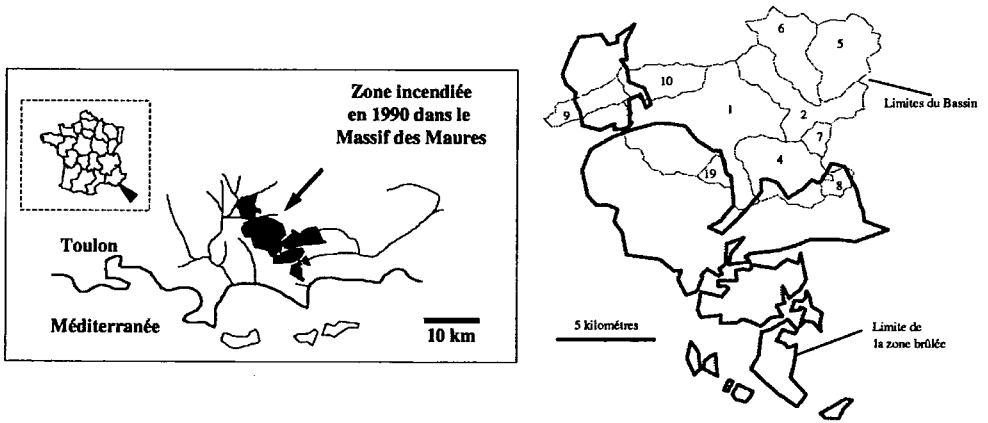 Zone incendiée
en 1990 dans le
Massif des Maures
Toulon
Méditerranée
10 km
6
5
10
Limites du Bassin
1
2
9
7
4
19
8
5 kilométres
Limite de
la zone brûlée